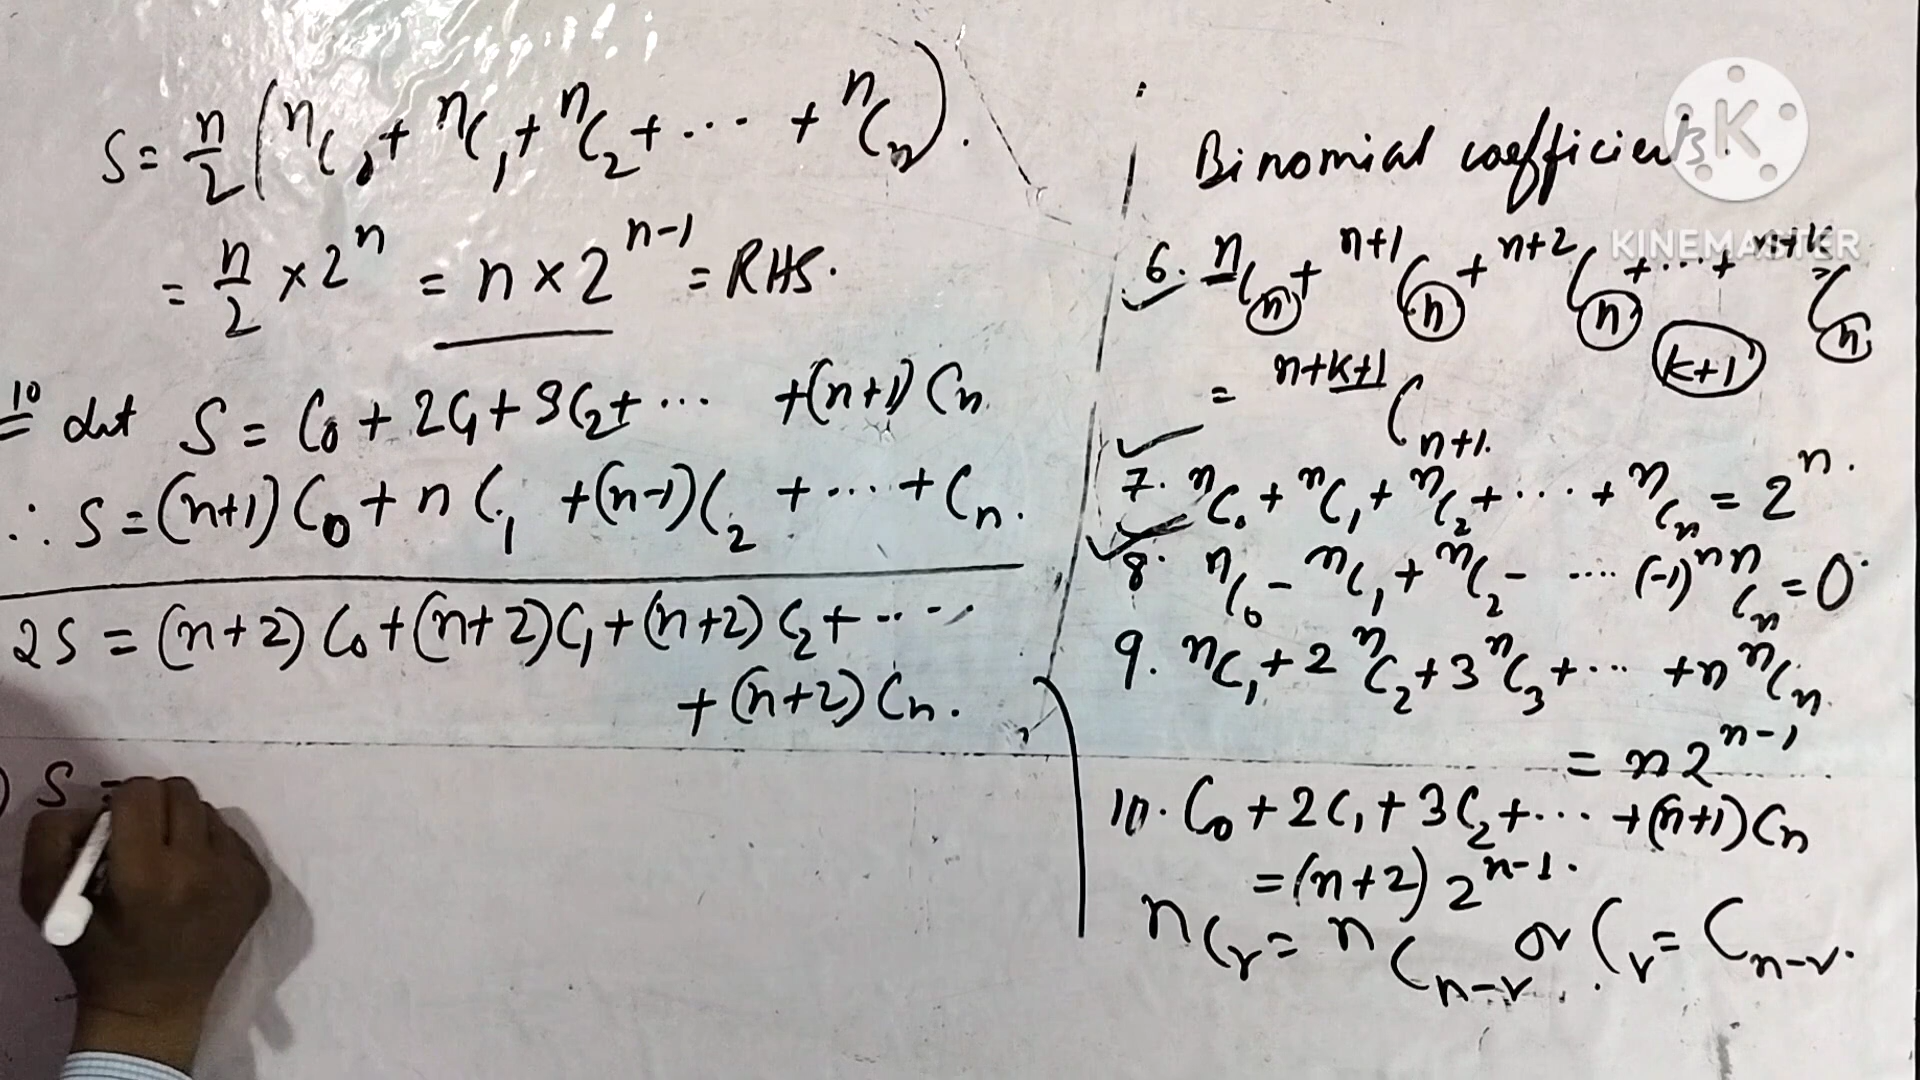 S = n/2 (ⁿC₀ + ⁿC₁ + ⁿC₂ + ... + ⁿCₙ).
= n/2 × 2ⁿ = n × 2ⁿ⁻¹ = RHS.
10 Let S = C₀ + 2C₁ + 3C₂ + ... + (n+1) Cₙ
∴ S = (n+1) C₀ + n C₁ + (n-1) C₂ + ... + Cₙ.
2S = (n+2) C₀ + (n+2) C₁ + (n+2) C₂ + ...
+ (n+2) Cₙ.
S =
Binomial coefficients.
6. ⁿCₙ + ⁿ⁺¹Cₙ + ⁿ⁺²Cₙ + ... + ⁿ⁺ᵏCₙ
k+1
= ⁿ⁺ᵏ⁺¹Cₙ₊₁.
7. ⁿC₀ + ⁿC₁ + ⁿC₂ + ... + ⁿCₙ = 2ⁿ.
8. ⁿC₀ - ⁿC₁ + ⁿC₂ - .... (-1)ⁿ ⁿCₙ = 0.
9. ⁿC₁ + 2 ⁿC₂ + 3 ⁿC₃ + ... + n ⁿCₙ
= n 2ⁿ⁻¹
10. C₀ + 2C₁ + 3C₂ + ... + (n+1) Cₙ
= (n+2) 2ⁿ⁻¹.
ⁿCᵣ = ⁿCₙ₋ᵣ or Cᵣ = Cₙ₋ᵣ.
K
KINEMASTER